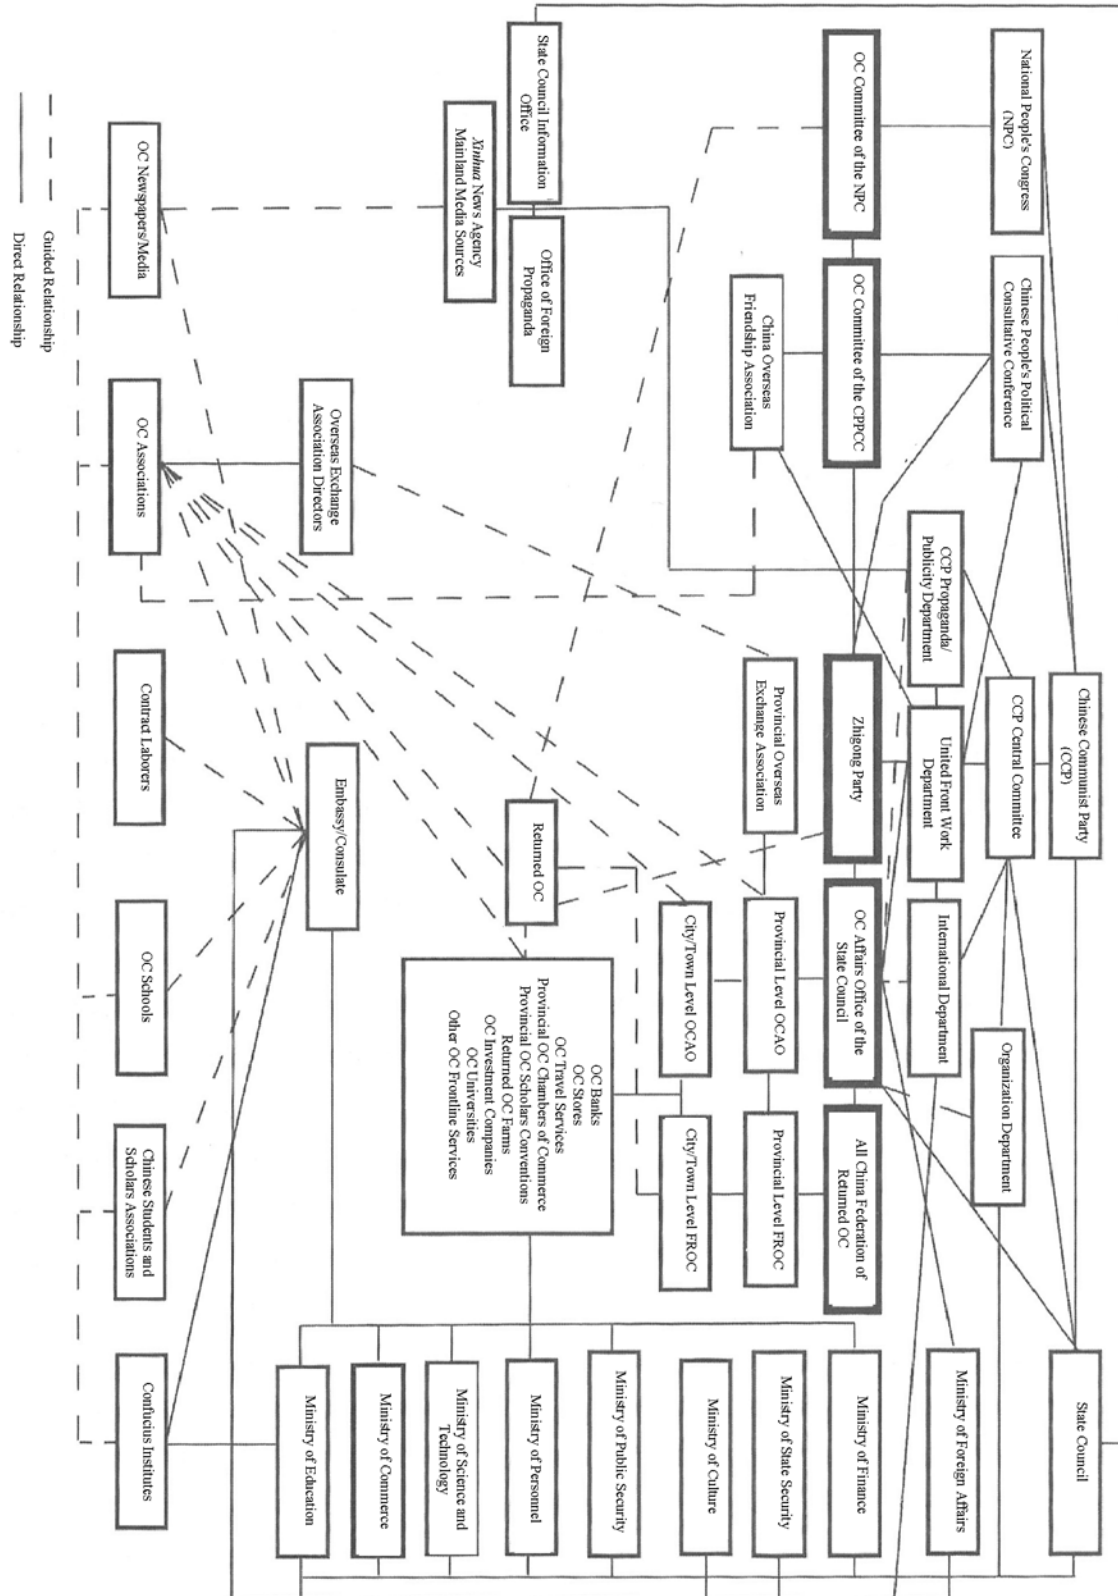 National People's Congress
(NPC)
Chinese People's Political
Consultative Conference
Chinese Communist Party
(CCP)
State Council
CCP Central Committee
Organization Department
OC Committee of the NPC
OC Committee of the CPPCC
CCP Propaganda/
Publicity Department
United Front Work
Department
International Department
Ministry of Foreign Affairs
Zhigong Party
OC Affairs Office of the
State Council
All China Federation of
Returned OC
Ministry of Finance
China Overseas
Friendship Association
Provincial Overseas
Exchange Association
Provincial Level OCAO
Provincial Level FROC
Ministry of State Security
City/Town Level OCAO
City/Town Level FROC
Ministry of Culture
State Council Information
Office
Office of Foreign
Propaganda
Returned OC
OC Banks
OC Stores
OC Travel Services
Provincial OC Chambers of Commerce
Provincial OC Scholars Conventions
Returned OC Farms
OC Investment Companies
OC Universities
Other OC Frontline Services
Ministry of Public Security
Ministry of Personnel
Xinhua News Agency
Mainland Media Sources
Ministry of Science and
Technology
Ministry of Commerce
Overseas Exchange
Association Directors
Embassy/Consulate
Ministry of Education
OC Newspapers/Media
OC Associations
Contract Laborers
OC Schools
Chinese Students and
Scholars Associations
Confucius Institutes
Guided Relationship
Direct Relationship